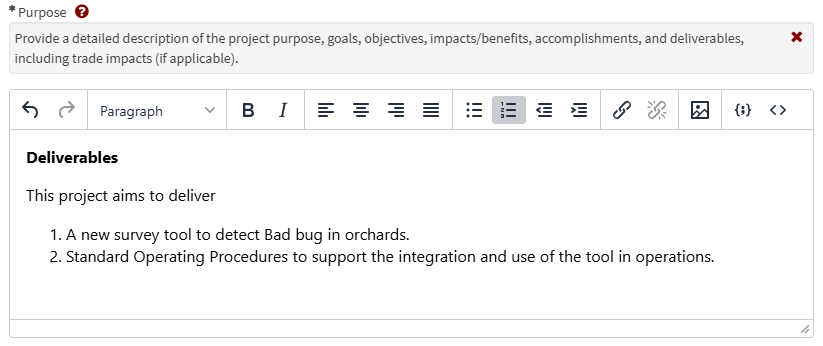 * Purpose ?
Provide a detailed description of the project purpose, goals, objectives, impacts/benefits, accomplishments, and deliverables,
including trade impacts (if applicable).
Paragraph B I
Deliverables
This project aims to deliver
1. A new survey tool to detect Bad bug in orchards.
2. Standard Operating Procedures to support the integration and use of the tool in operations.